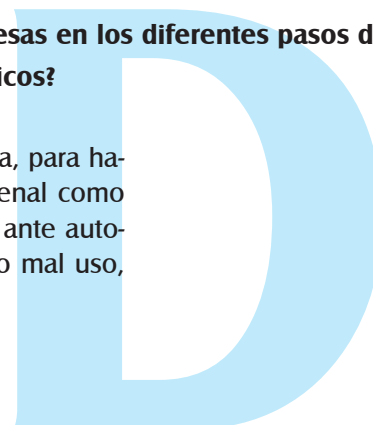 esas en los diferentes pasos d
icos?
a, para ha-
enal como
ante auto-
o mal uso,
D